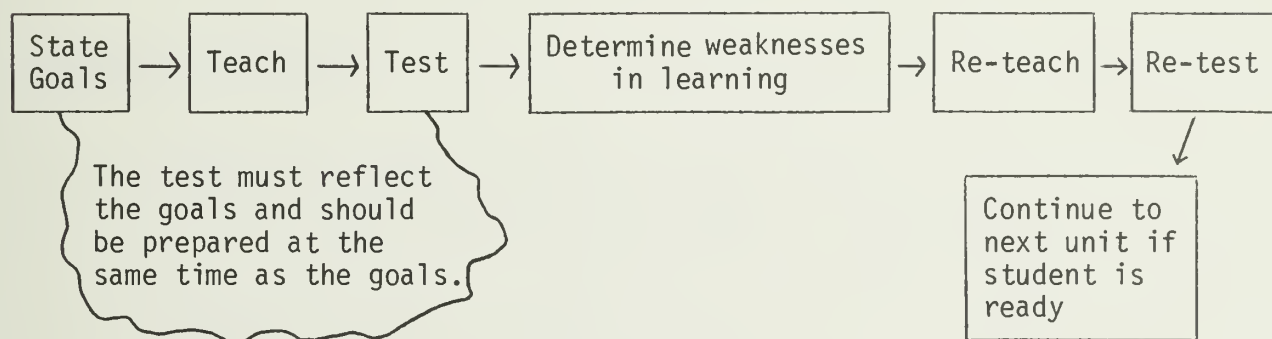 State
Goals
Teach
Test
Determine weaknesses
in learning
Re-teach
Re-test
The test must reflect
the goals and should
be prepared at the
same time as the goals.
Continue to
next unit if
student is
ready